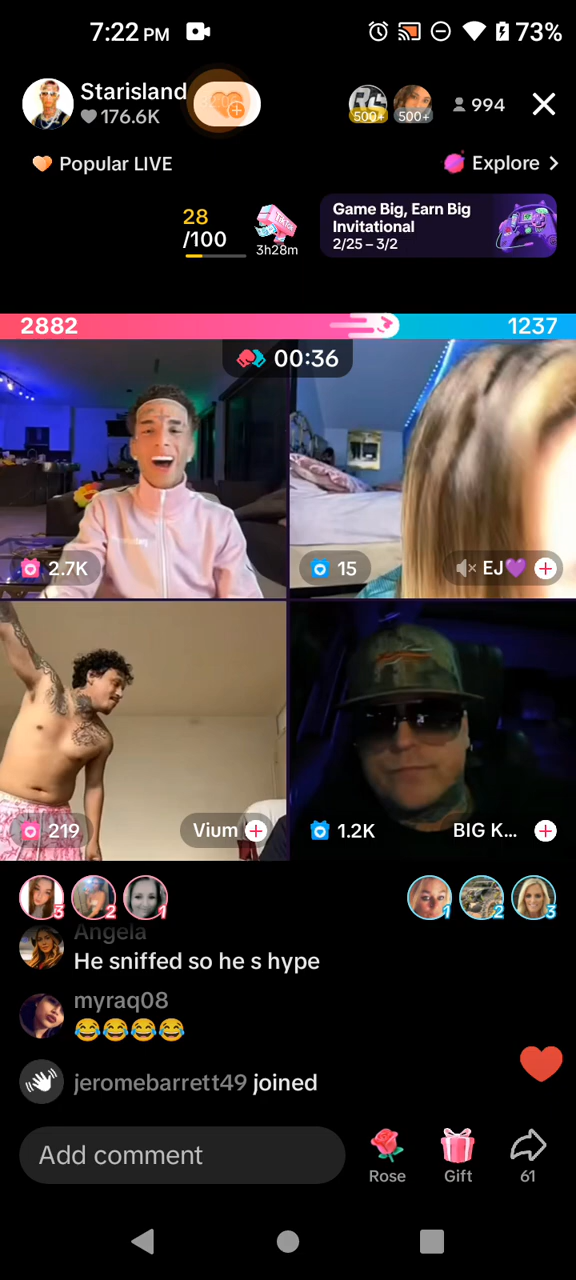 7:22 PM
73%
Starisland
176.6K
500+
500+
994
Popular LIVE
Explore
28
/100
TikTok
3h28m
Game Big, Earn Big
Invitational
2/25 – 3/2
2882
1237
00:36
2.7K
15
EJ💜
219
Vium
1.2K
BIG K...
3
2
1
1
2
3
Angela
He sniffed so he s hype
myraq08
😂😂😂😂
jeromebarrett49 joined
Add comment
Rose
Gift
61